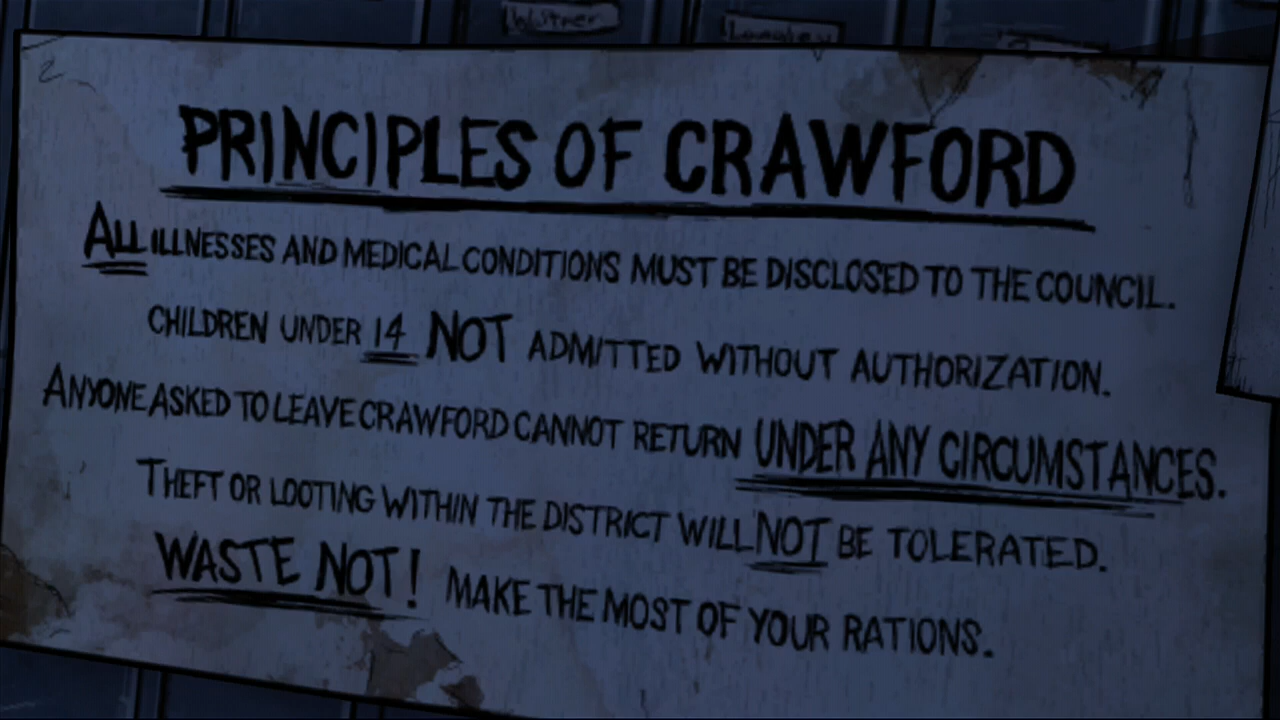 Longley
PRINCIPLES OF CRAWFORD
ALL ILLNESSES AND MEDICAL CONDITIONS MUST BE DISCLOSED TO THE COUNCIL.
CHILDREN UNDER 14 NOT ADMITTED WITHOUT AUTHORIZATION.
ANYONE ASKED TO LEAVE CRAWFORD CANNOT RETURN UNDER ANY CIRCUMSTANCES.
THEFT OR LOOTING WITHIN THE DISTRICT WILL NOT BE TOLERATED.
WASTE NOT! MAKE THE MOST OF YOUR RATIONS.